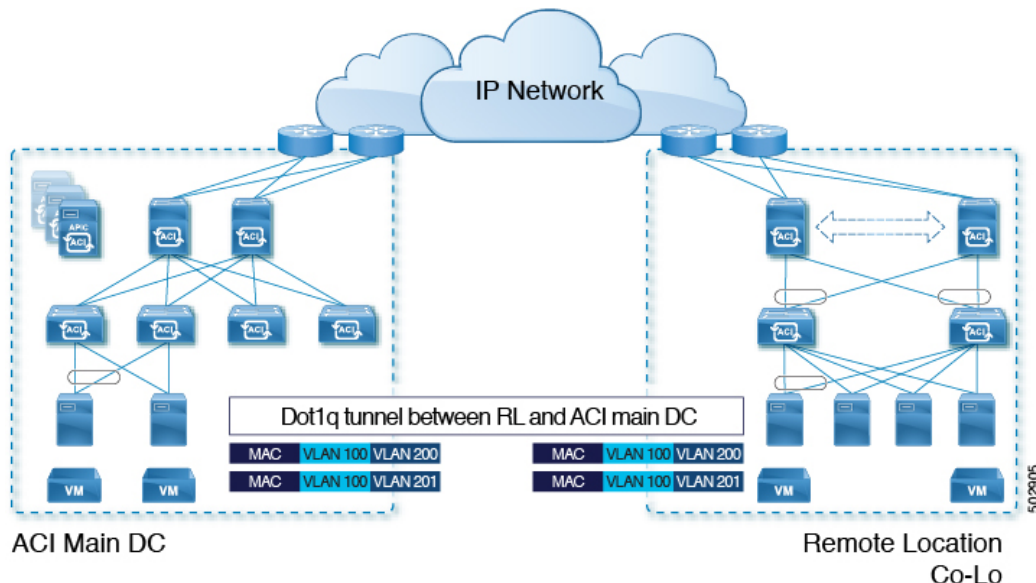 IP Network
APIC
ACI
ACI
ACI
ACI
ACI
ACI
ACI
ACI
ACI
ACI
ACI
Dot1q tunnel between RL and ACI main DC
MAC VLAN 100 VLAN 200
MAC VLAN 100 VLAN 200
MAC VLAN 100 VLAN 201
MAC VLAN 100 VLAN 201
VM
VM
VM
VM
502905
ACI Main DC
Remote Location
Co-Lo